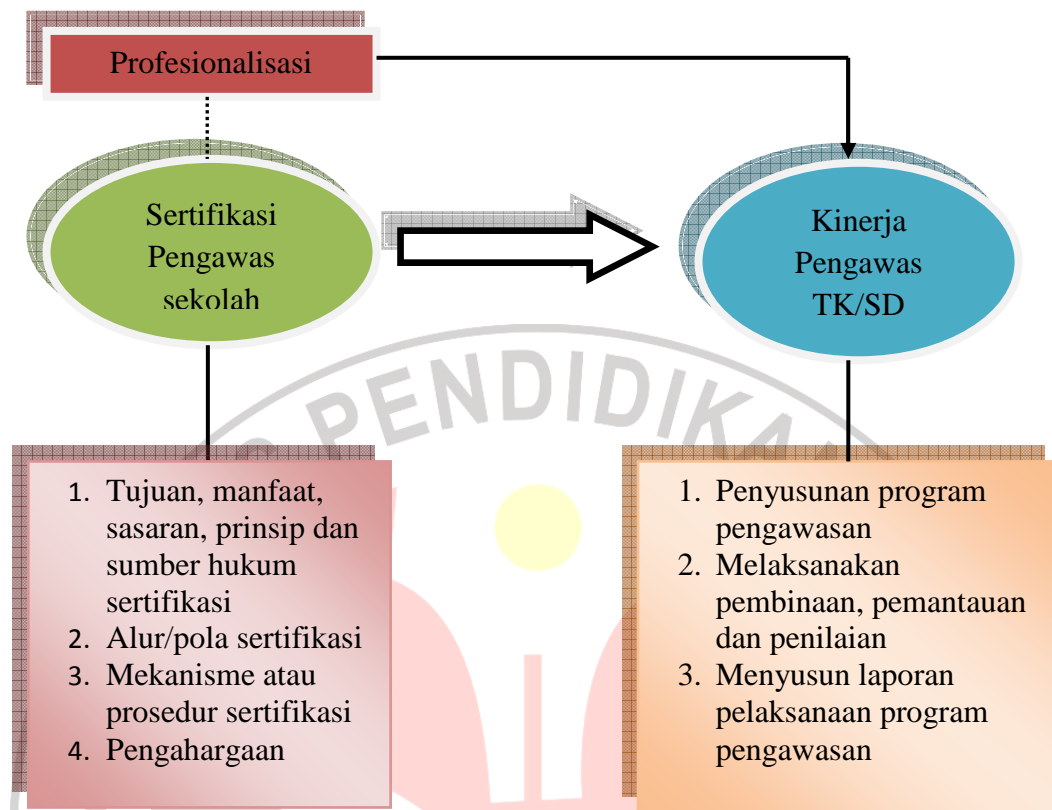 Profesionalisasi
Sertifikasi
Pengawas
sekolah
Kinerja
Pengawas
TK/SD
PENDIDIKAN
1. Tujuan, manfaat,
sasaran, prinsip dan
sumber hukum
sertifikasi
2. Alur/pola sertifikasi
3. Mekanisme atau
prosedur sertifikasi
4. Pengahargaan
1. Penyusunan program
pengawasan
2. Melaksanakan
pembinaan, pemantauan
dan penilaian
3. Menyusun laporan
pelaksanaan program
pengawasan